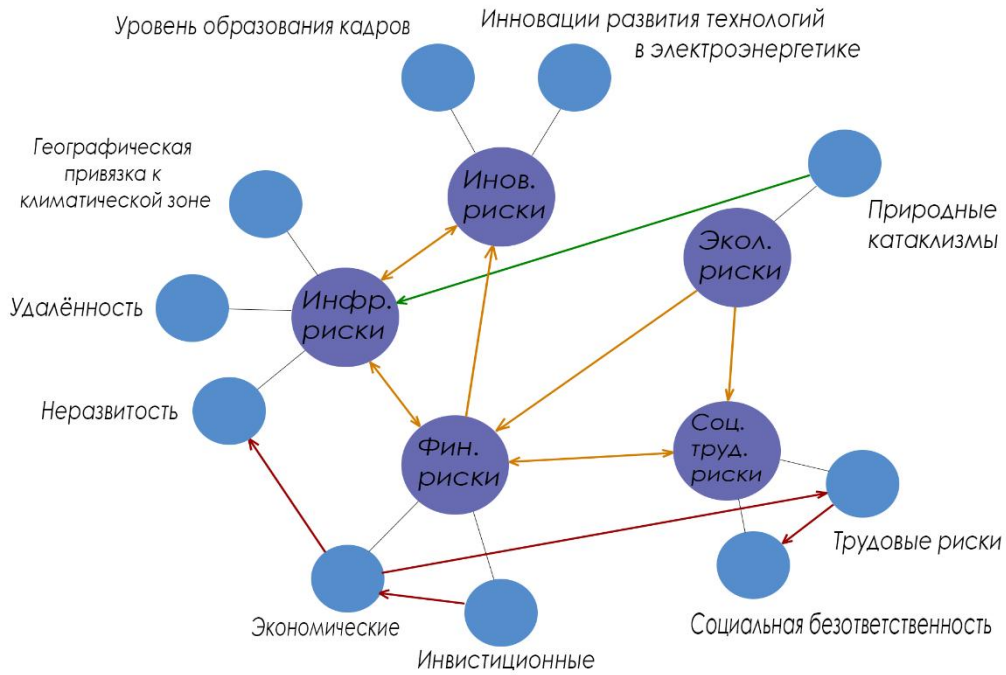 Уровень образования кадров
Инновации развития технологий
в электроэнергетике
Географическая
привязка к
климатической зоне
Инов.
риски
Природные
катаклизмы
Экол.
риски
Удалённость
Инфр.
риски
Неразвитость
Фин.
риски
Соц.
труд.
риски
Трудовые риски
Экономические
Социальная безответственность
Инвистиционные